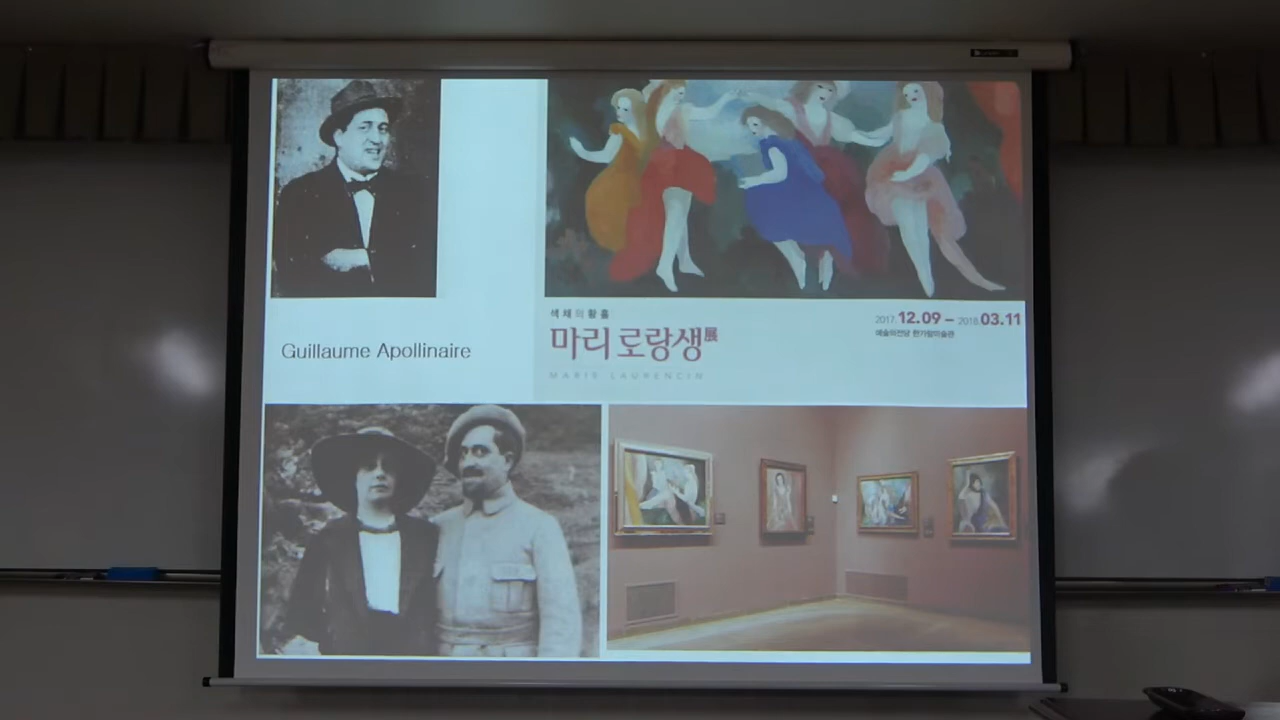 색채의 황홀
마리 로랑생展
MARIE LAURENCIN
2017.12.09 – 2018.03.11
예술의전당 한가람미술관
Guillaume Apollinaire